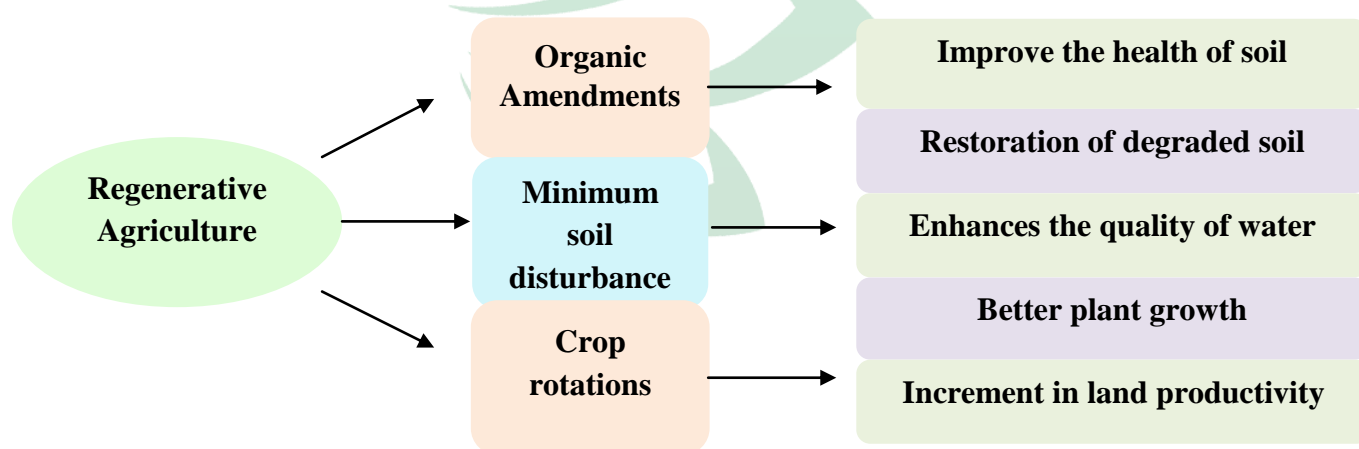 Regenerative
Agriculture
Organic
Amendments
Minimum
soil
disturbance
Crop
rotations
Improve the health of soil
Restoration of degraded soil
Enhances the quality of water
Better plant growth
Increment in land productivity